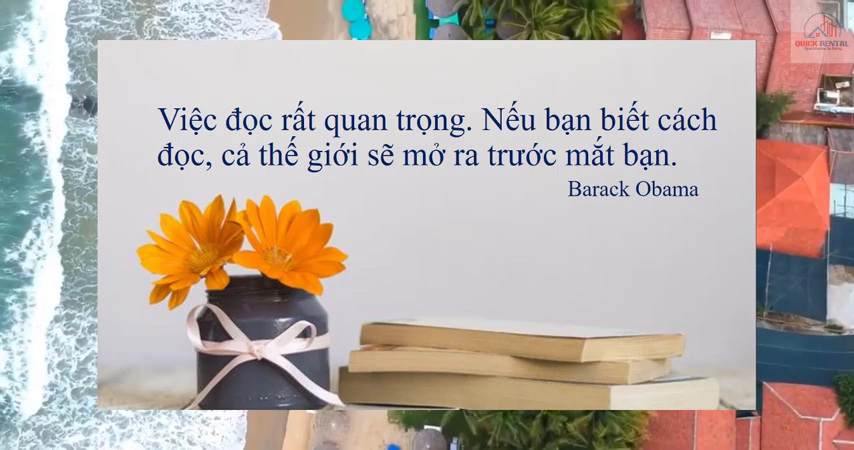 QUICK RENTAL
Việc đọc rất quan trọng. Nếu bạn biết cách
đọc, cả thế giới sẽ mở ra trước mắt bạn.
Barack Obama